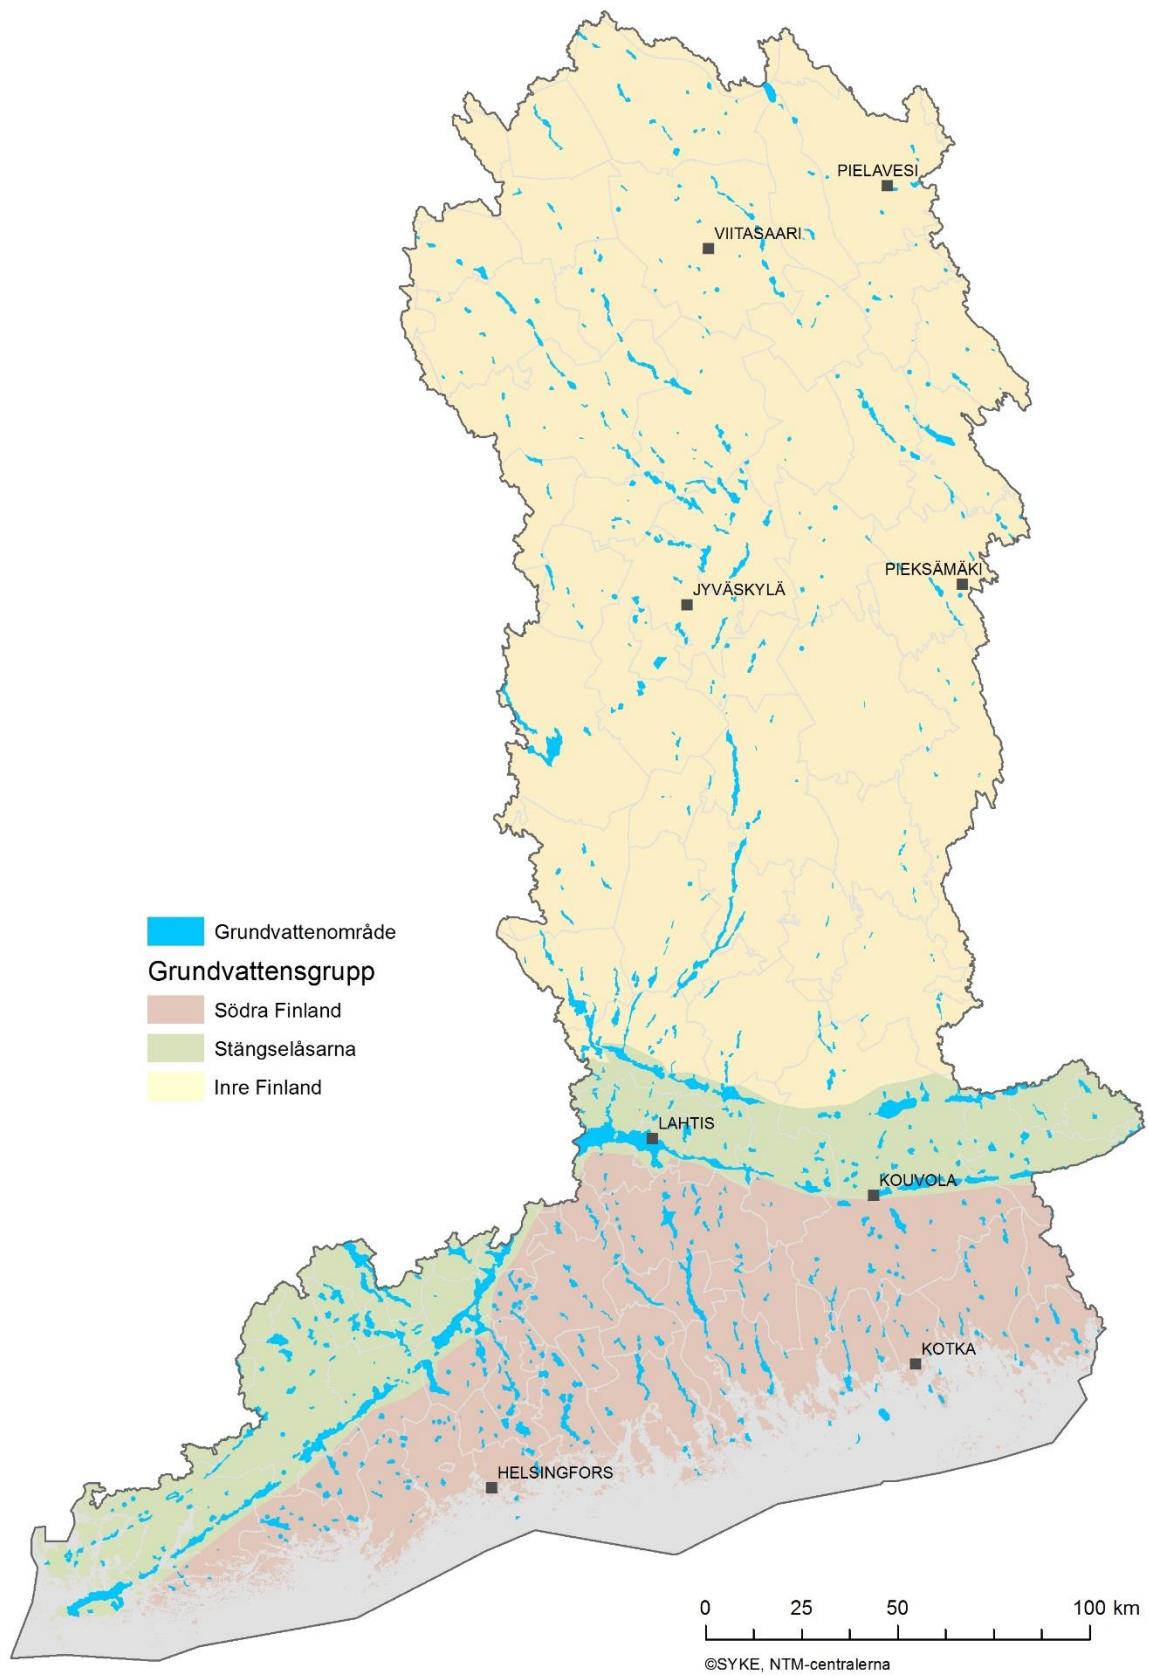 PIELAVESI
VIITASAARI
PIEKSÄMÄKI
JYVÄSKYLÄ
Grundvattenområde
Grundvattensgrupp
Södra Finland
Stängselåsarna
Inre Finland
LAHTIS
KOUVOLA
KOTKA
HELSINGFORS
0 25 50 100 km
©SYKE, NTM-centralerna